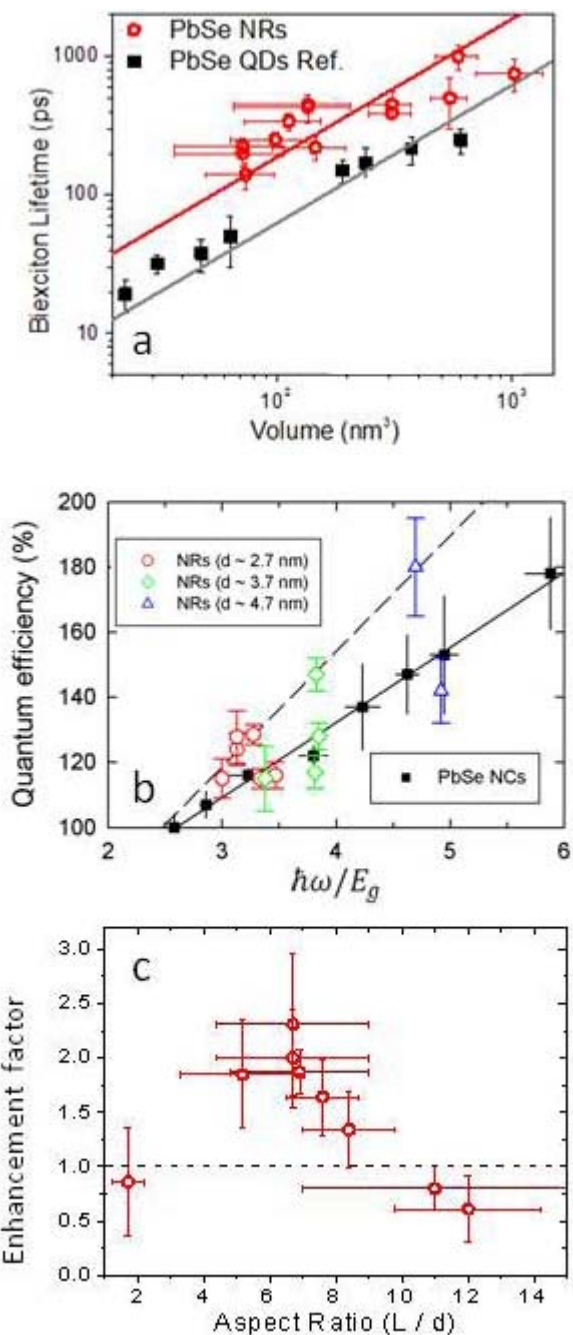 PbSe NRs
PbSe QDs Ref.
Biexciton Lifetime (ps)
1000
100
10
a
10²
10³
Volume (nm³)
Quantum efficiency (%)
200
180
160
140
120
100
NRs (d ~ 2.7 nm)
NRs (d ~ 3.7 nm)
NRs (d ~ 4.7 nm)
b
PbSe NCs
2 3 4 5 6
ħω/E_g
Enhancement factor
c
3.0
2.5
2.0
1.5
1.0
0.5
0.0
2 4 6 8 10 12 14
Aspect Ratio (L / d)